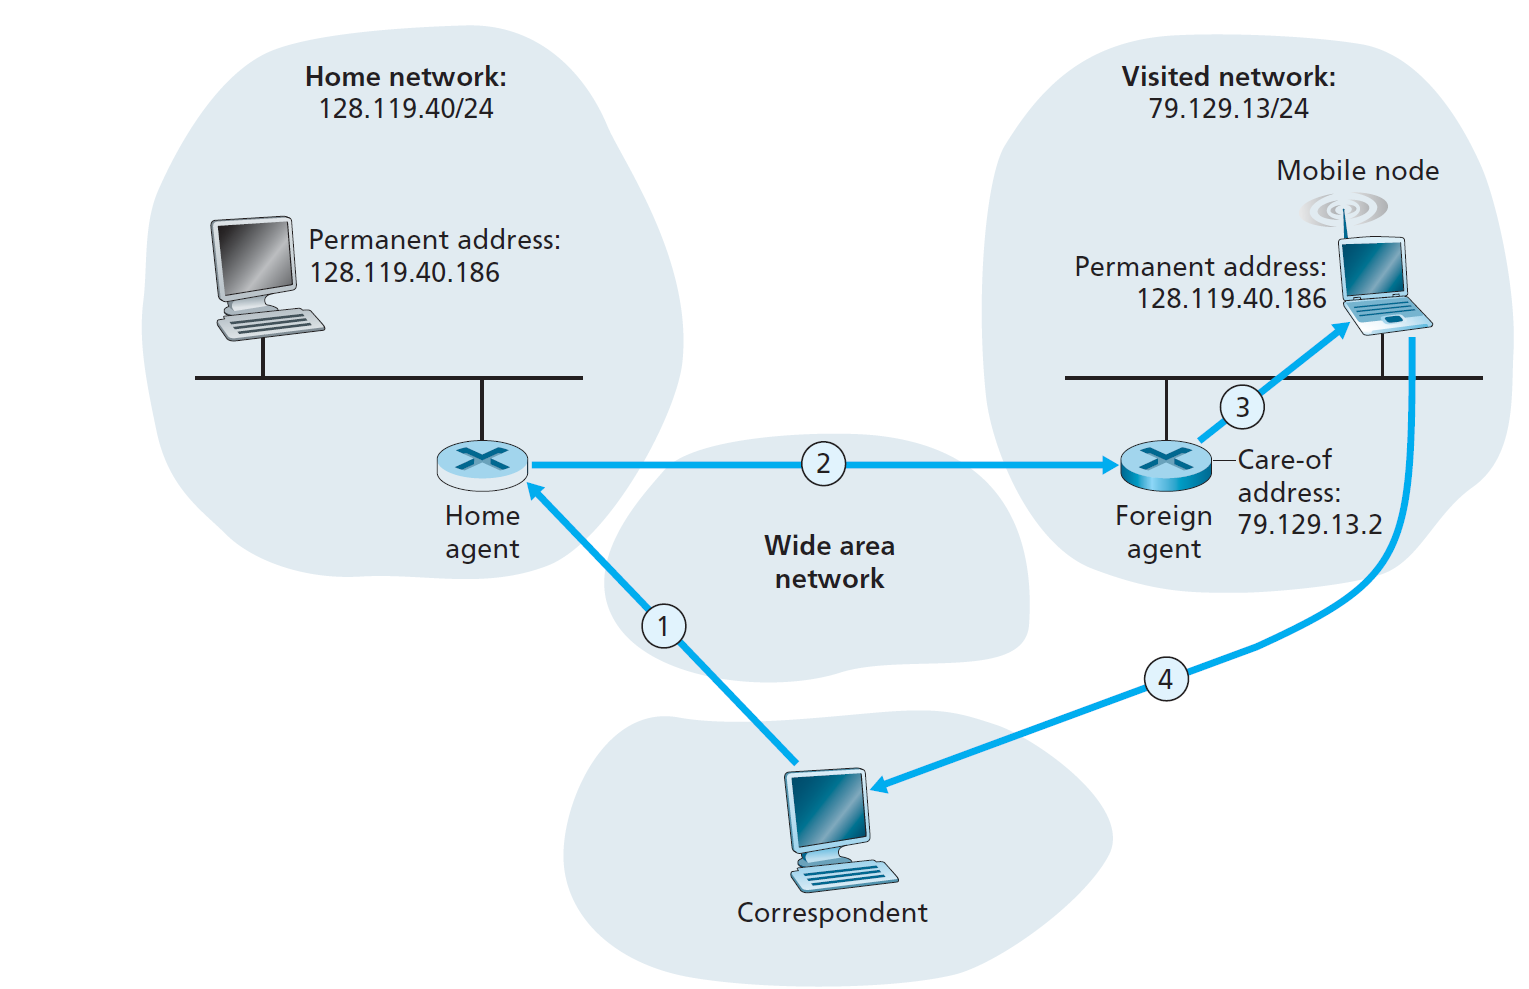 Home network:
128.119.40/24
Visited network:
79.129.13/24
Mobile node
Permanent address:
128.119.40.186
Permanent address:
128.119.40.186
3
2
Care-of
address:
79.129.13.2
Home
agent
Foreign
agent
Wide area
network
1
4
Correspondent